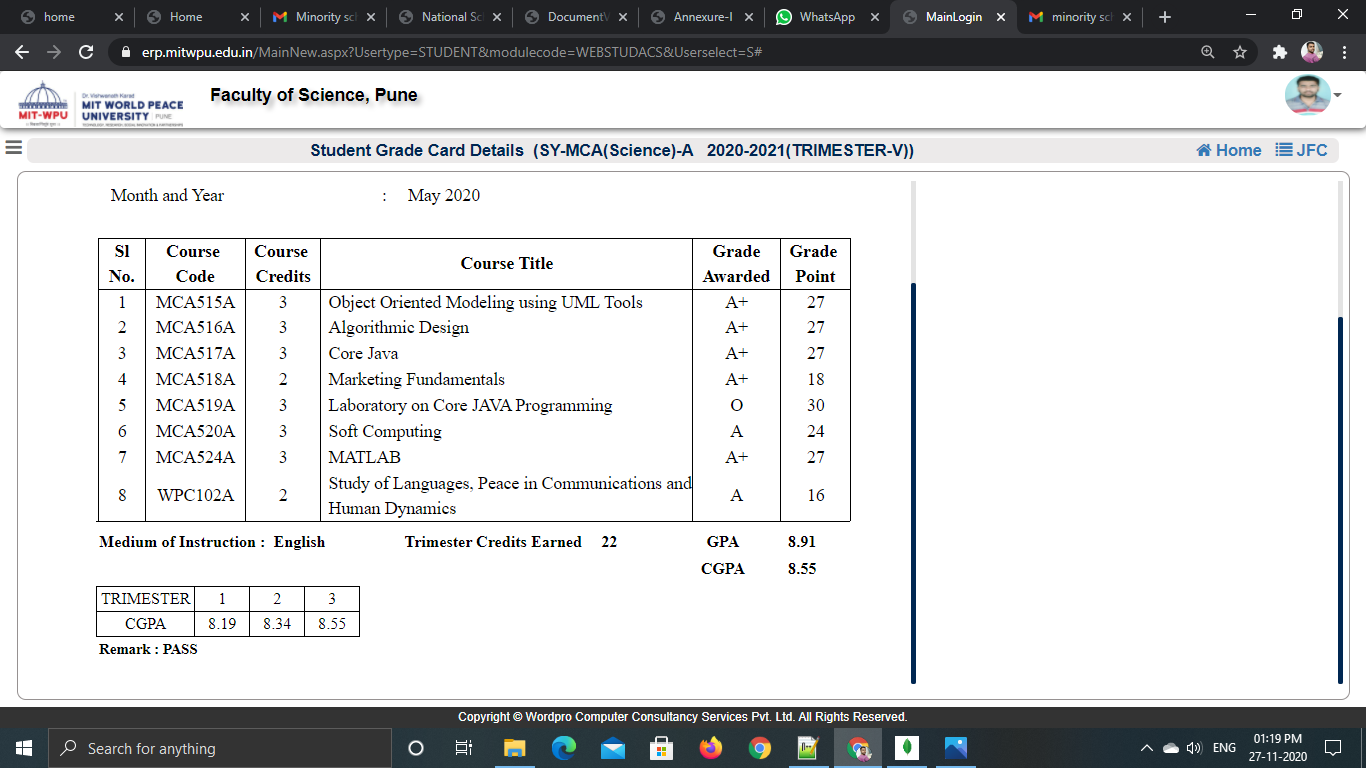 home
Home
Minority sc
National Sc
Document
Annexure-I
WhatsApp
MainLogin
minority sc
erp.mitwpu.edu.in/MainNew.aspx?Usertype=STUDENT&modulecode=WEBSTUDACS&Userselect=S#
Dr. Vishwanath Karad
MIT WORLD PEACE
UNIVERSITY PUNE
MIT-WPU
Faculty of Science, Pune
Student Grade Card Details (SY-MCA(Science)-A 2020-2021(TRIMESTER-V))
Home JFC
Month and Year : May 2020
Sl No. Course Code Course Credits Course Title Grade Awarded Grade Point
1 MCA515A 3 Object Oriented Modeling using UML Tools A+ 27
2 MCA516A 3 Algorithmic Design A+ 27
3 MCA517A 3 Core Java A+ 27
4 MCA518A 2 Marketing Fundamentals A+ 18
5 MCA519A 3 Laboratory on Core JAVA Programming O 30
6 MCA520A 3 Soft Computing A 24
7 MCA524A 3 MATLAB A+ 27
8 WPC102A 2 Study of Languages, Peace in Communications and Human Dynamics A 16
Medium of Instruction : English Trimester Credits Earned 22 GPA 8.91
CGPA 8.55
TRIMESTER 1 2 3
CGPA 8.19 8.34 8.55
Remark : PASS
Copyright © Wordpro Computer Consultancy Services Pvt. Ltd. All Rights Reserved.
Search for anything
ENG
01:19 PM
27-11-2020